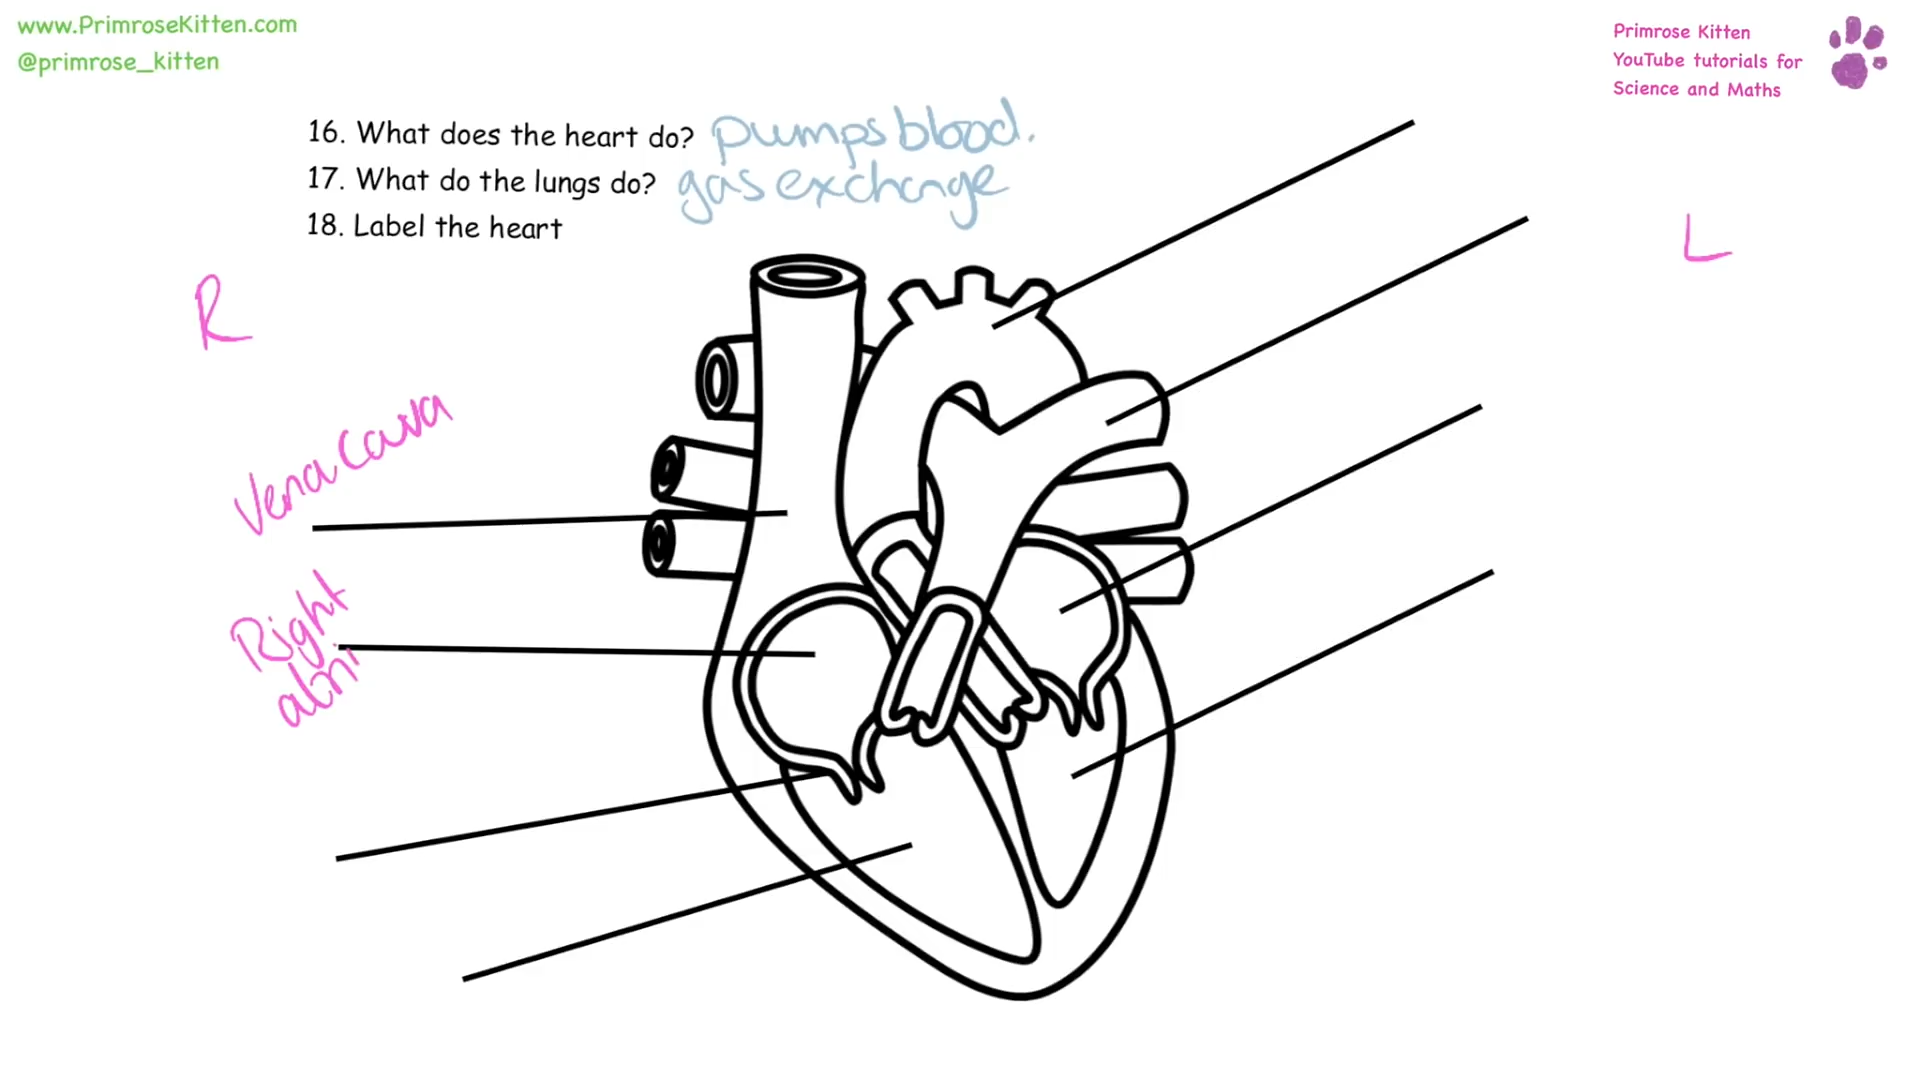 www.PrimroseKitten.com
@primrose_kitten
Primrose Kitten
YouTube tutorials for
Science and Maths
16. What does the heart do? pumps blood.
17. What do the lungs do? gas exchange
18. Label the heart
R
L
Vena Cava
Right
atri